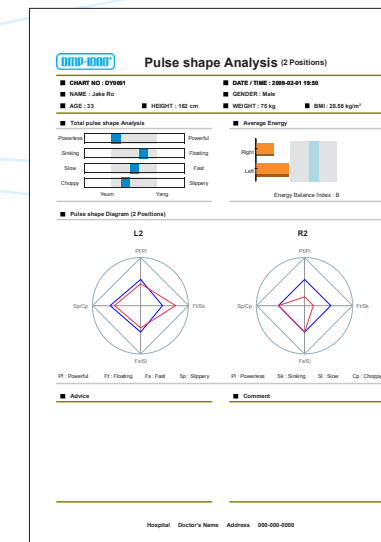 DMP-1000+ Pulse shape Analysis (2 Positions)
CHART NO : DY0001 DATE / TIME : 2009-02-01 19:50
NAME : Jake Ro GENDER : Male
AGE : 33 HEIGHT : 162 cm WEIGHT : 75 kg BMI : 28.58 kg/m²
Total pulse shape Analysis Average Energy
Powerless Powerful
Sinking Floating
Slow Fast
Choppy Slippery
Yeum Yang
Right
Left
Energy Balance Index : B
Pulse shape Diagram (2 Positions)
L2 R2
Pf/Pl Pf/Pl
Sp/Cp Ft/Sk Sp/Cp Ft/Sk
Fa/Sl Fa/Sl
Pf : Powerful Ft : Floating Fs : Fast Sp : Slippery Pl : Powerless Sk : Sinking Sl : Slow Cp : Choppy
Advice Comment
Hospital Doctor's Name Address 000-000-0000